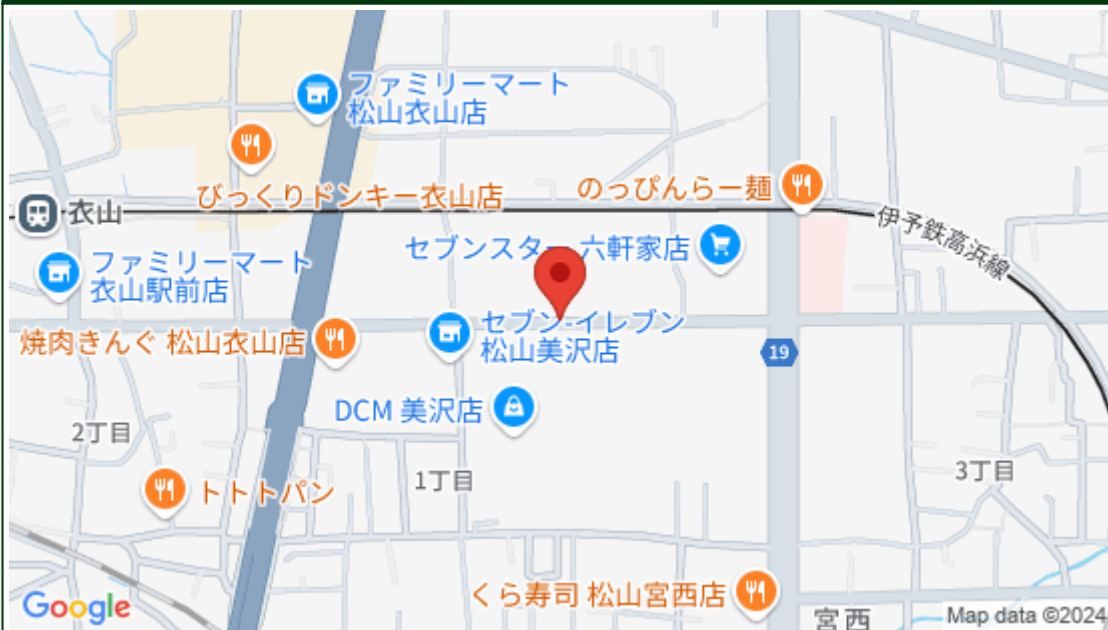 ファミリーマート
松山衣山店
びっくりドンキー衣山店
のっぴんらー麺
衣山
伊予鉄高浜線
セブンスター 六軒家店
ファミリーマート
衣山駅前店
セブン-イレブン
松山美沢店
焼肉きんぐ 松山衣山店
19
DCM 美沢店
2丁目
1丁目
3丁目
トトトパン
くら寿司 松山宮西店
宮西
Google
Map data ©2024